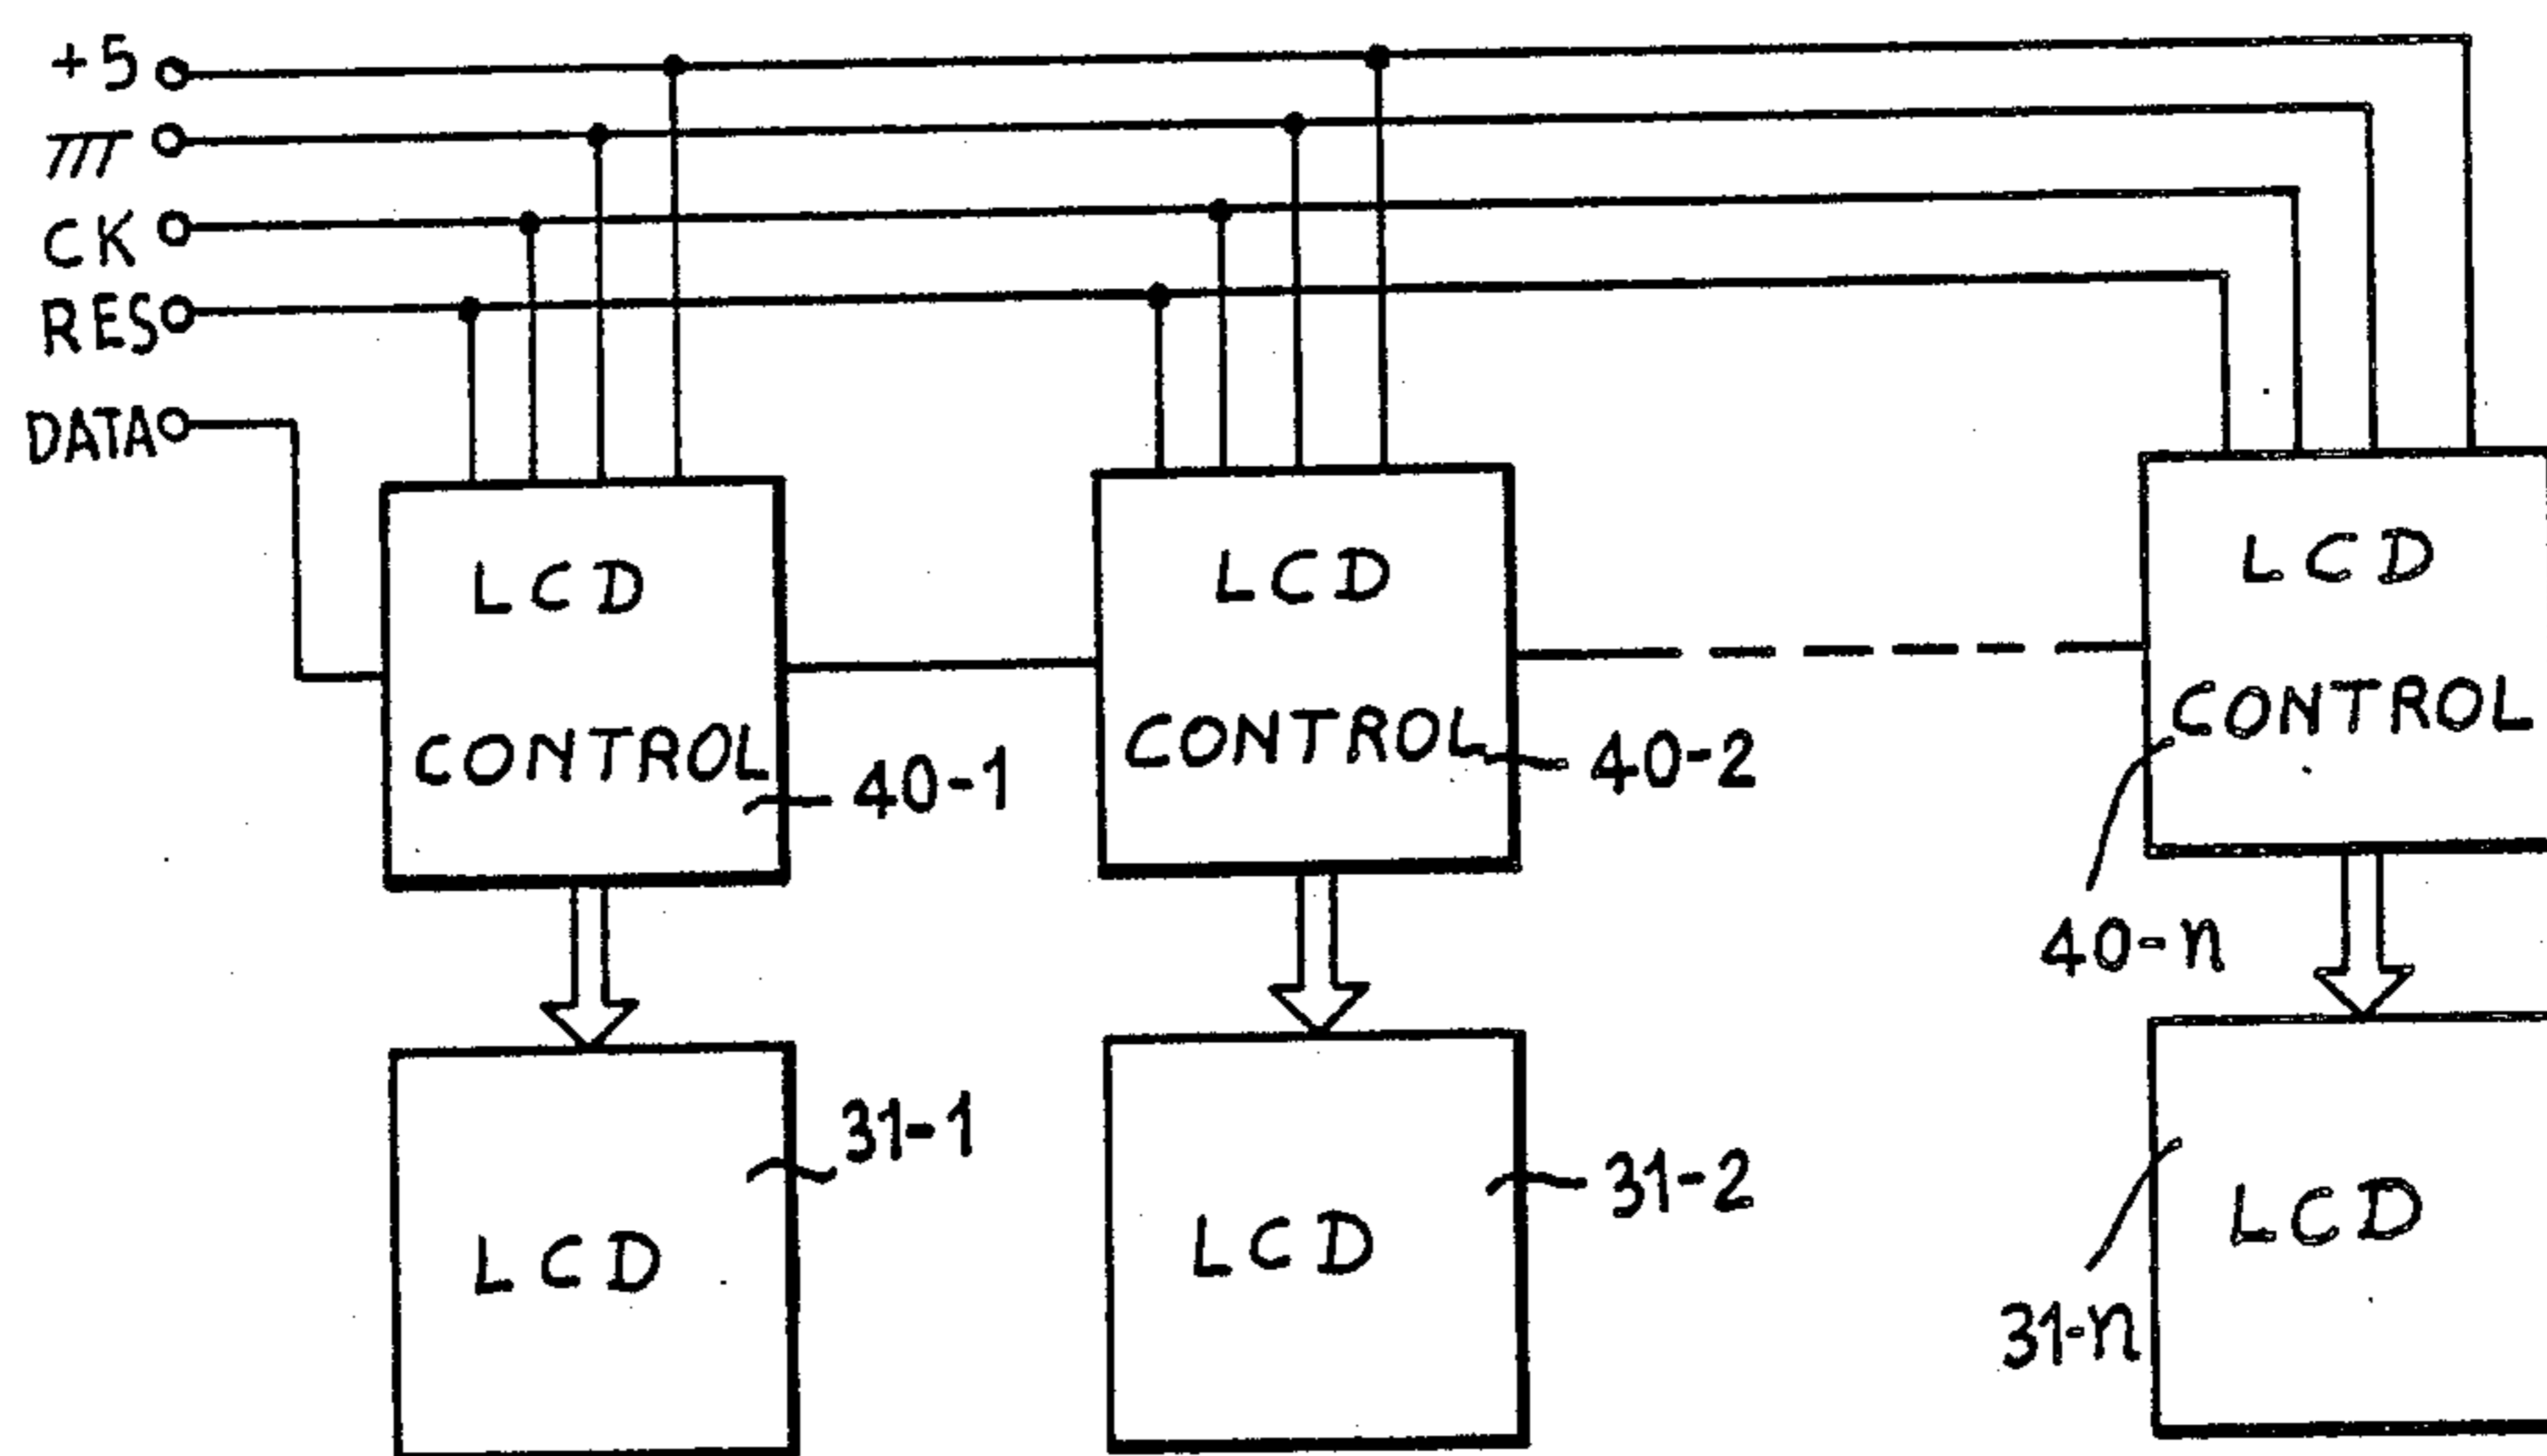 +5
CK
RES
DATA
LCD
CONTROL
40-1
LCD
CONTROL
40-2
LCD
CONTROL
40-n
LCD
31-1
LCD
31-2
LCD
31-n